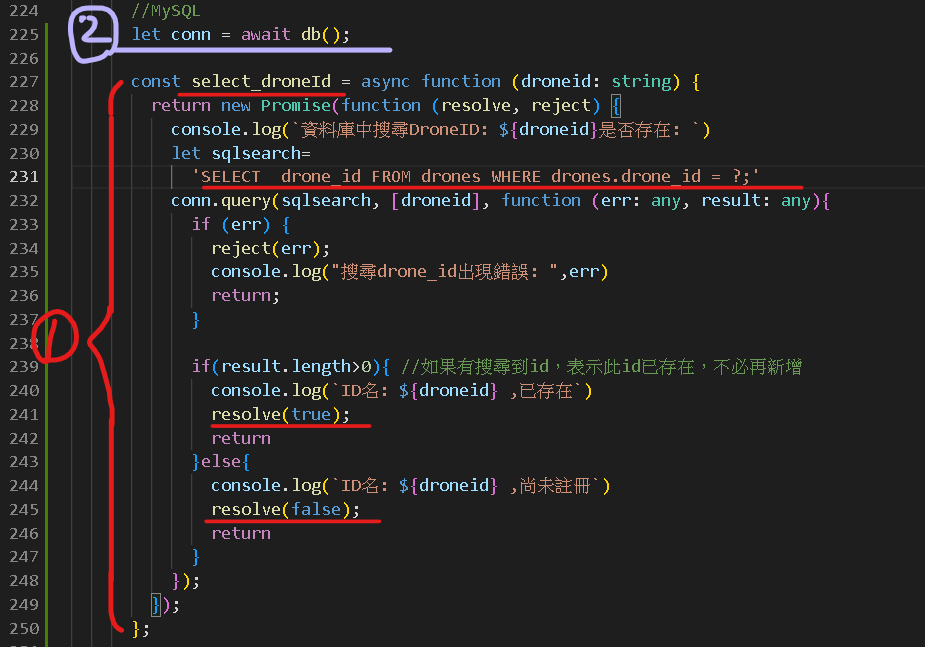 224 //MySQL
225 let conn = await db();
2
226
227 const select_droneId = async function (droneid: string) {
228 return new Promise(function (resolve, reject) {
229 console.log(`資料庫中搜尋DroneID: ${droneid}是否存在: `)
230 let sqlsearch=
231 'SELECT  drone_id FROM drones WHERE drones.drone_id = ?;'
232 conn.query(sqlsearch, [droneid], function (err: any, result: any){
233 if (err) {
234 reject(err);
235 console.log("搜尋drone_id出現錯誤: ",err)
236 return;
237 }
1
238
239 if(result.length>0){ //如果有搜尋到id，表示此id已存在，不必再新增
240 console.log(`ID名: ${droneid} ,已存在`)
241 resolve(true);
242 return
243 }else{
244 console.log(`ID名: ${droneid} ,尚未註冊`)
245 resolve(false);
246 return
247 }
248 });
249 });
250 };